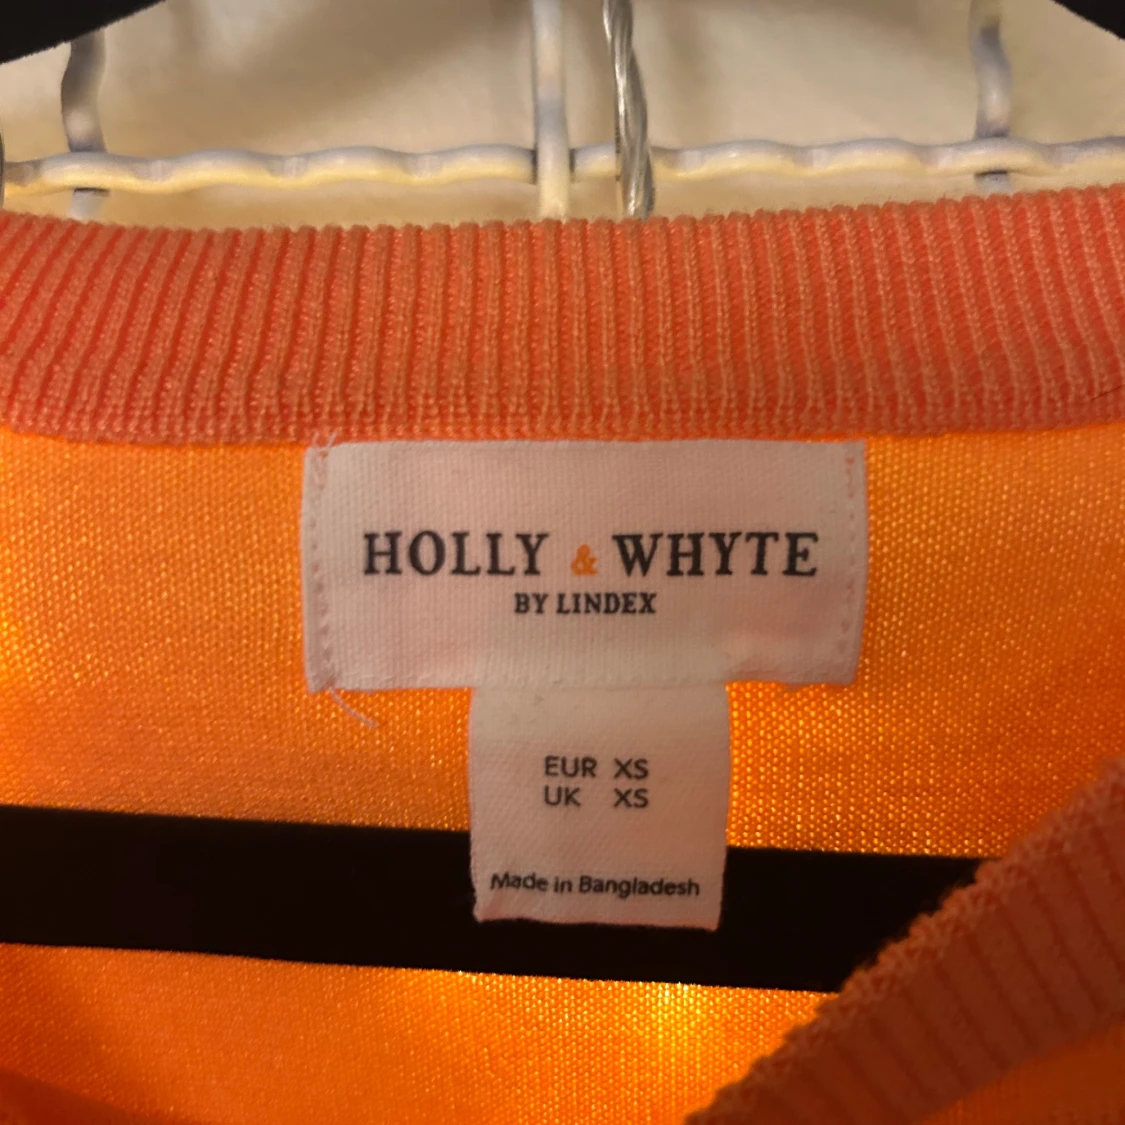 HOLLY & WHYTE
BY LINDEX
EUR XS
UK XS
Made in Bangladesh